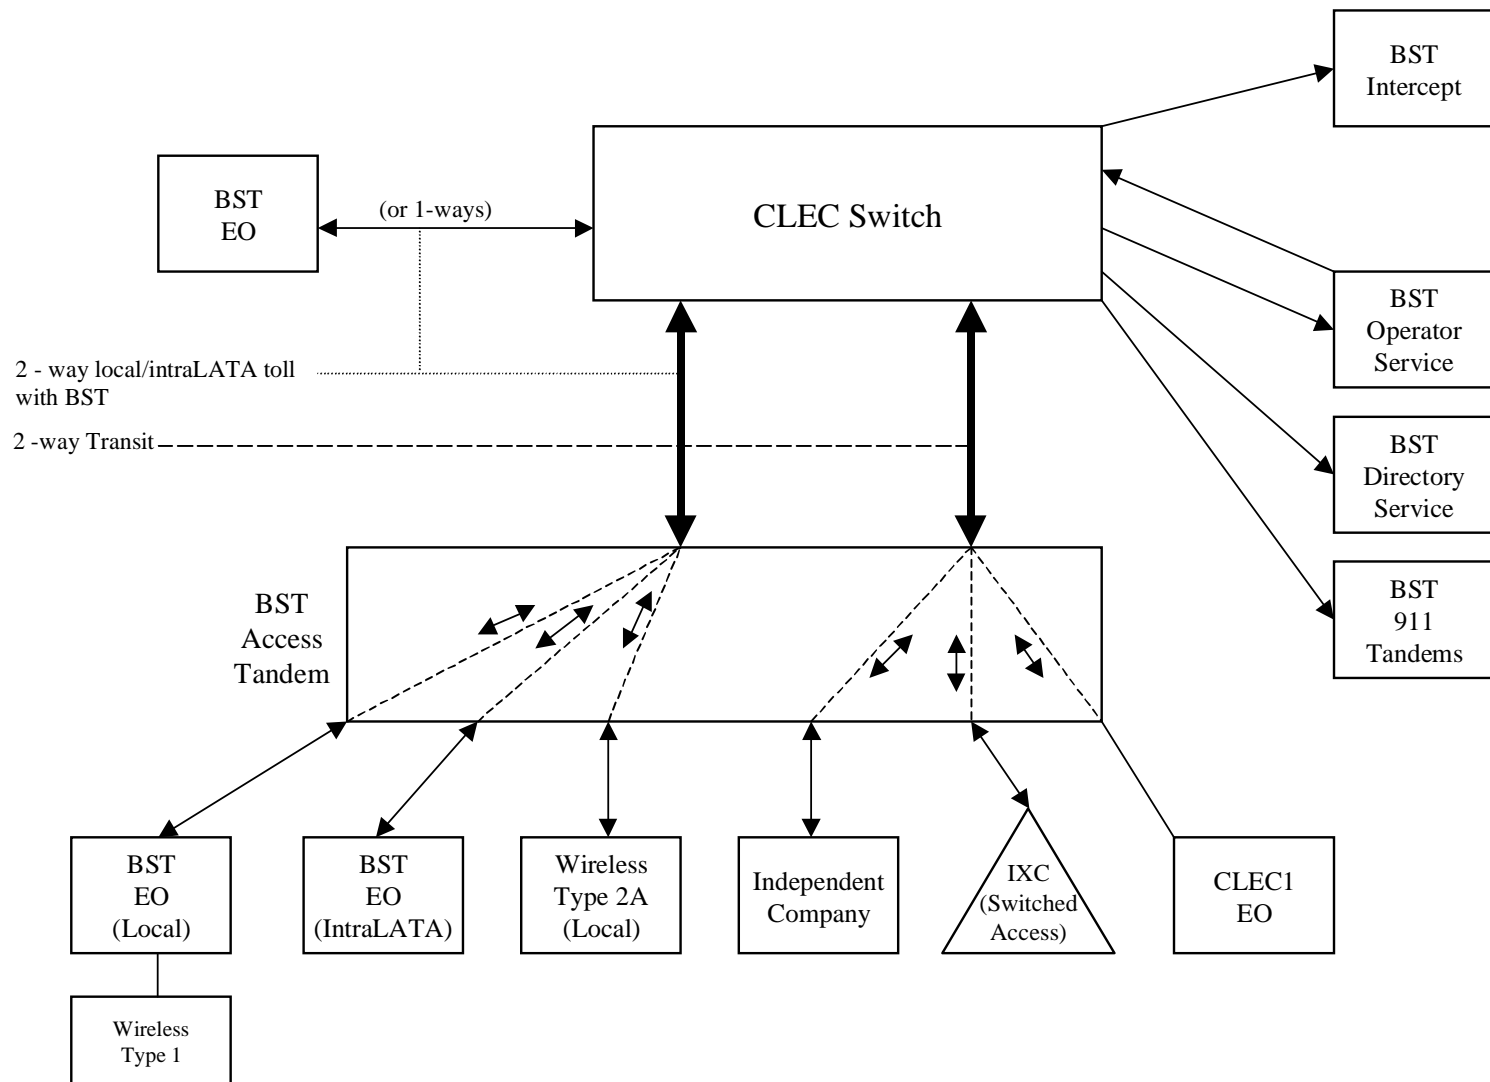 BST
Intercept
BST
EO
(or 1-ways)
CLEC Switch
BST
Operator
Service
2 - way local/intraLATA toll
with BST
2 -way Transit
BST
Directory
Service
BST
911
Tandems
BST
Access
Tandem
BST
EO
(Local)
BST
EO
(IntraLATA)
Wireless
Type 2A
(Local)
Independent
Company
IXC
(Switched
Access)
CLEC1
EO
Wireless
Type 1